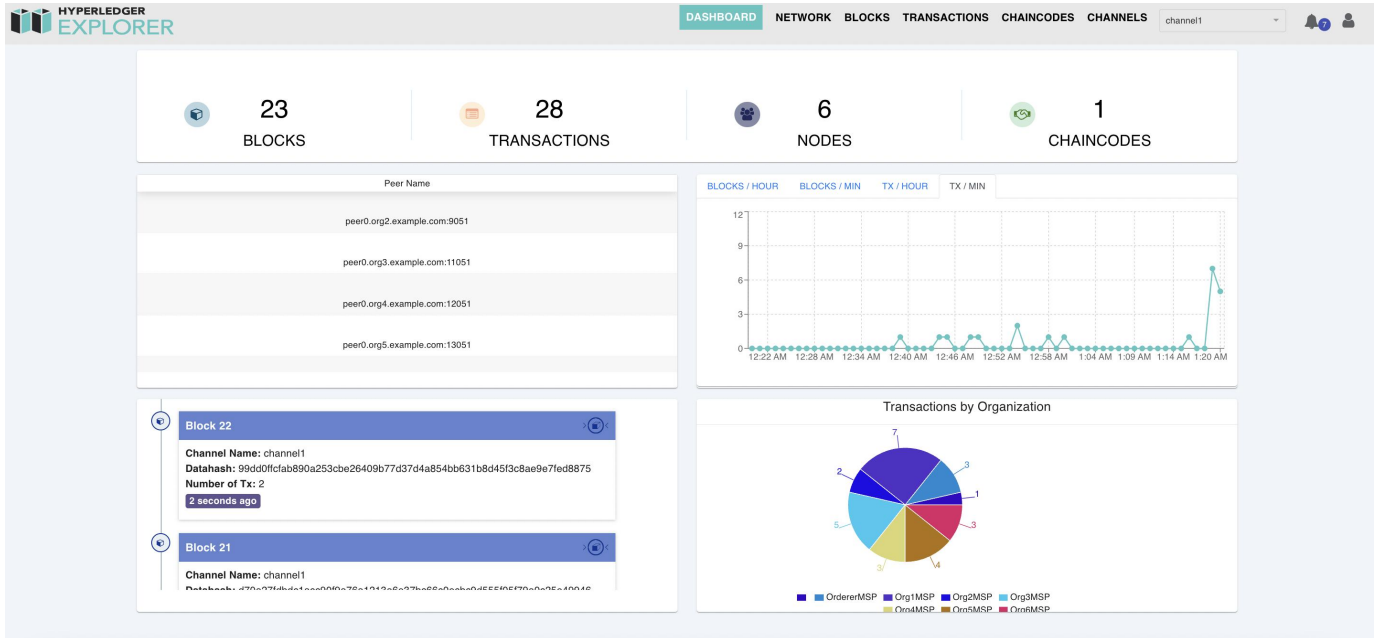 HYPERLEDGER
EXPLORER
DASHBOARD NETWORK BLOCKS TRANSACTIONS CHAINCODES CHANNELS channel1 7
23 28 6 1
BLOCKS TRANSACTIONS NODES CHAINCODES
Peer Name
peer0.org2.example.com:9051
peer0.org3.example.com:11051
peer0.org4.example.com:12051
peer0.org5.example.com:13051
BLOCKS / HOUR BLOCKS / MIN TX / HOUR TX / MIN
12
9
6
3
0
12:22 AM 12:28 AM 12:34 AM 12:40 AM 12:46 AM 12:52 AM 12:58 AM 1:04 AM 1:09 AM 1:14 AM 1:20 AM
Block 22
Channel Name: channel1
Datahash: 99dd0ffcfab890a253cbe26409b77d37d4a854bb631b8d45f3c8ae9e7fed8875
Number of Tx: 2
2 seconds ago
Block 21
Channel Name: channel1
Transactions by Organization
7
3
2
1
5
3
3
4
OrdererMSP Org1MSP Org2MSP Org3MSP
Org4MSP Org5MSP Org6MSP